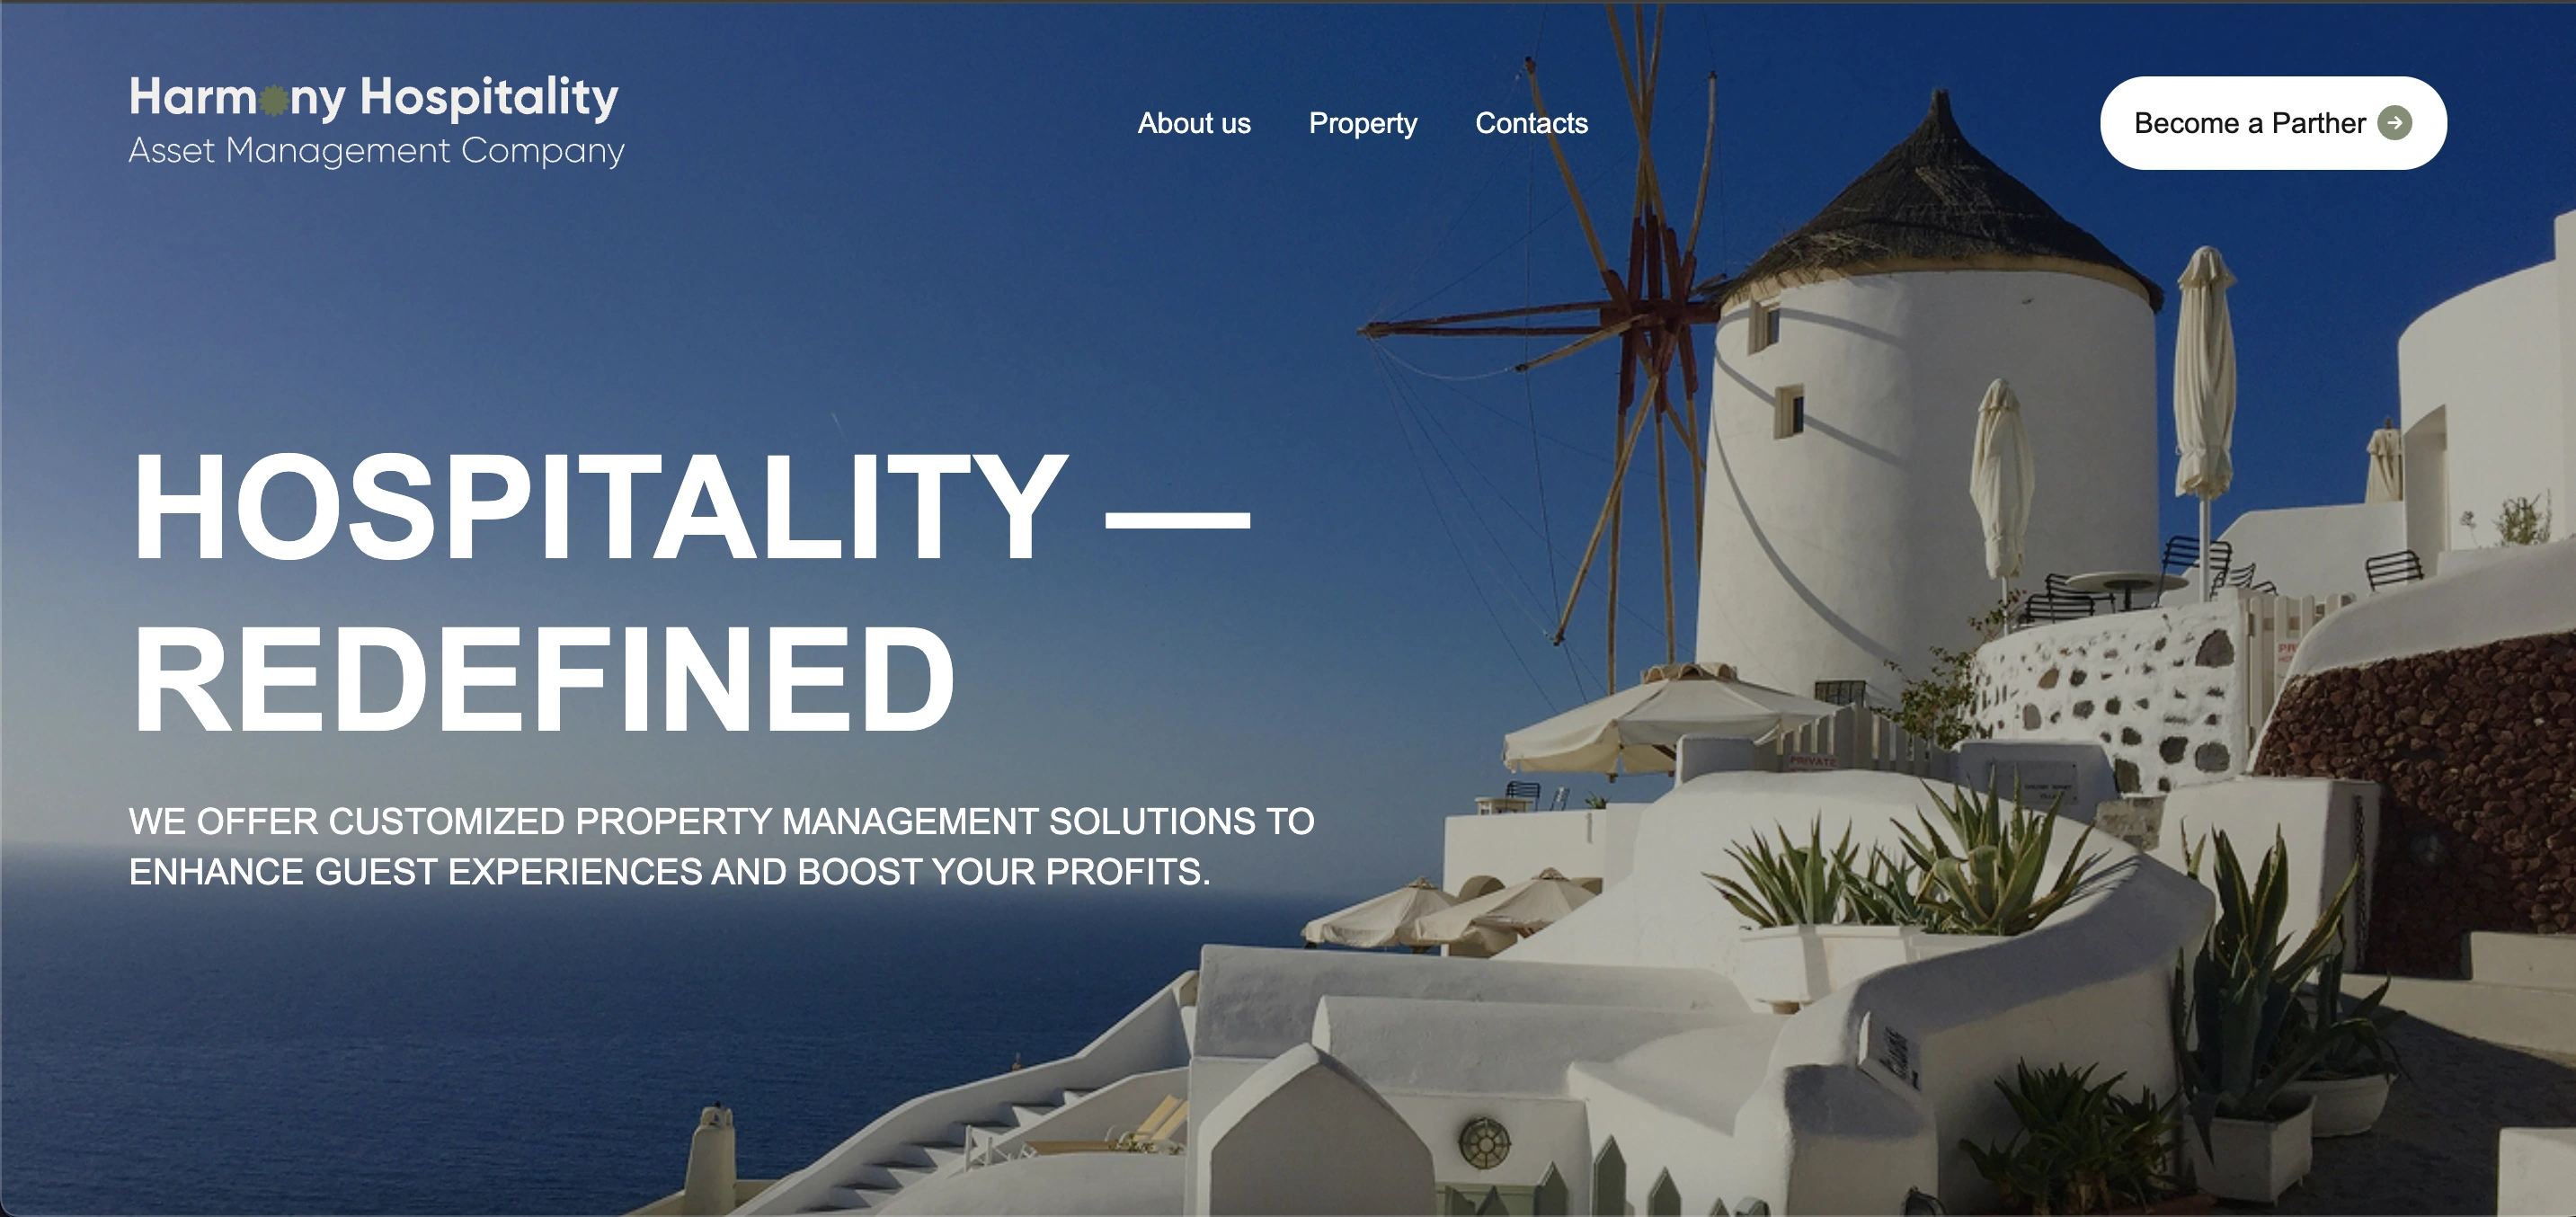 Harmony Hospitality
Asset Management Company
About us
Property
Contacts
Become a Parther
HOSPITALITY —
REDEFINED
WE OFFER CUSTOMIZED PROPERTY MANAGEMENT SOLUTIONS TO
ENHANCE GUEST EXPERIENCES AND BOOST YOUR PROFITS.
PRIVATE